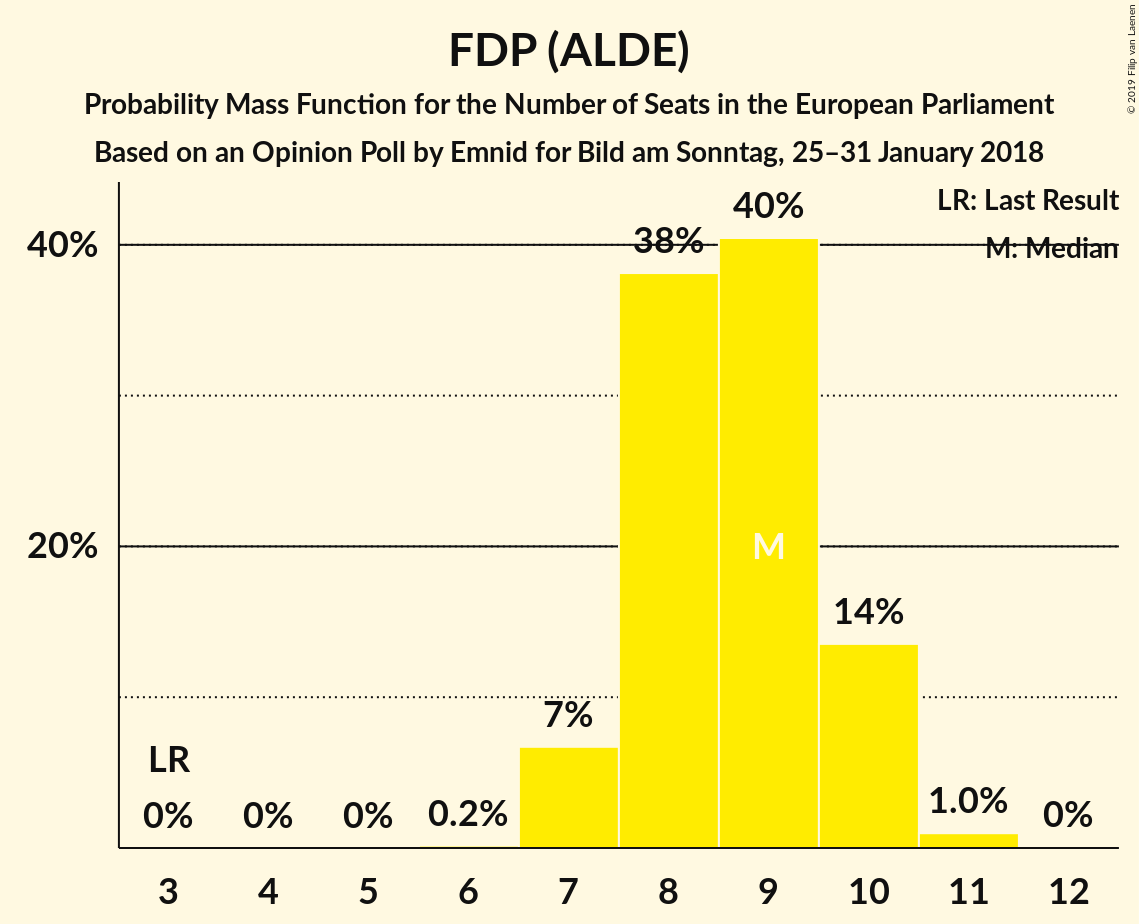 FDP (ALDE)
Probability Mass Function for the Number of Seats in the European Parliament
Based on an Opinion Poll by Emnid for Bild am Sonntag, 25–31 January 2018
© 2019 Filip van Laenen
LR: Last Result
M: Median
40%
20%
40%
38%
M
14%
7%
LR
0%
0%
0%
0.2%
1.0%
0%
3 4 5 6 7 8 9 10 11 12